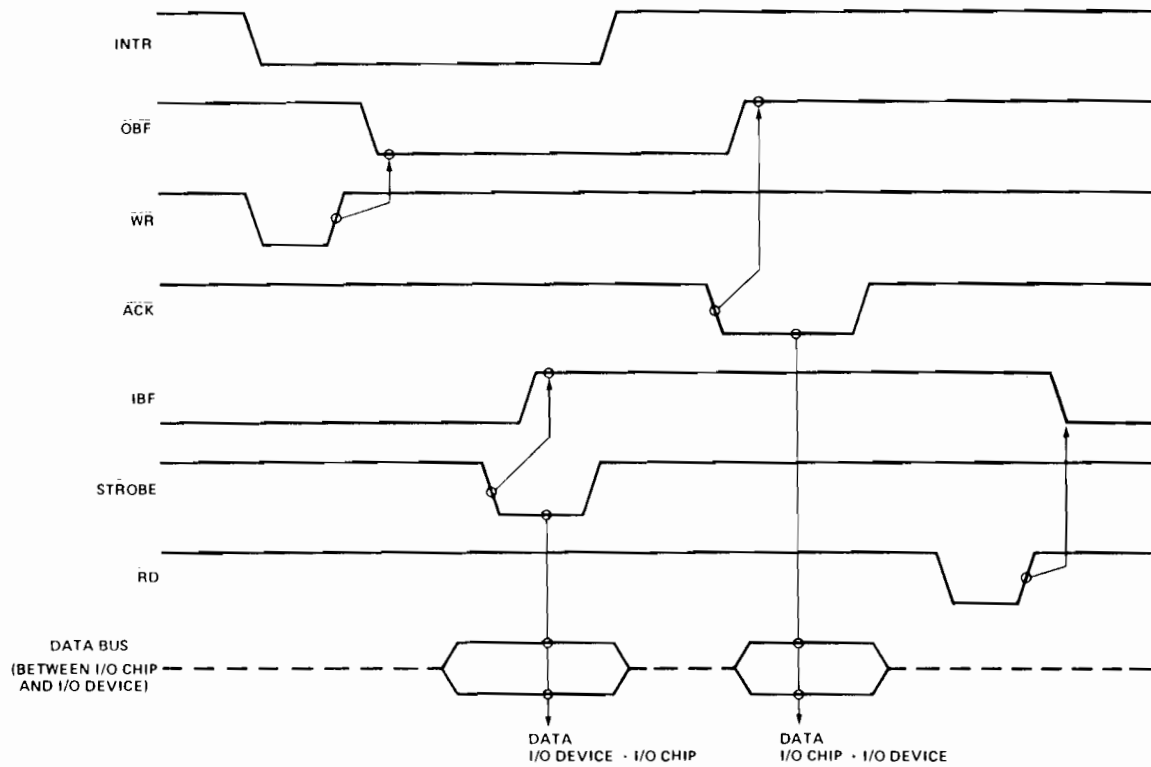 INTR
OBF
WR
ACK
IBF
STROBE
RD
DATA BUS
(BETWEEN I/O CHIP
AND I/O DEVICE)
DATA
I/O DEVICE · I/O CHIP
DATA
I/O CHIP · I/O DEVICE